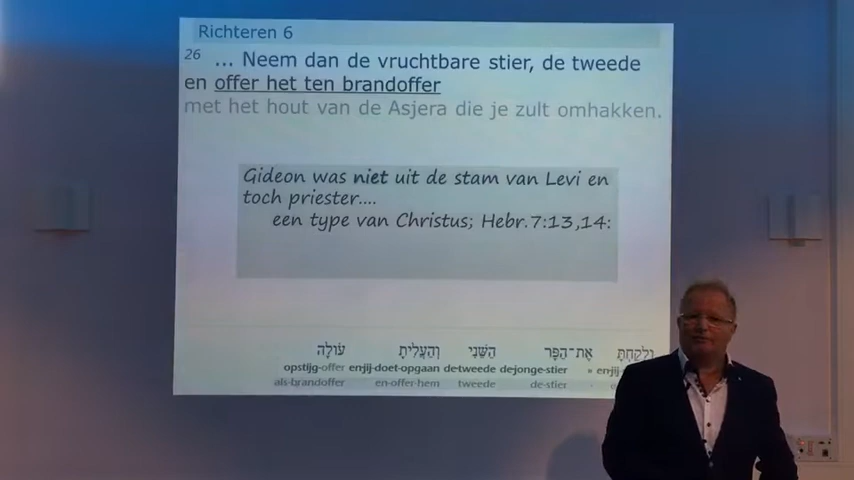 Richteren 6
26 ... Neem dan de vruchtbare stier, de tweede
en offer het ten brandoffer
met het hout van de Asjera die je zult omhakken.
Gideon was niet uit de stam van Levi en
toch priester....
een type van Christus; Hebr.7:13,14:
וְלָקַחְתָּ אֶת־הַפָּר הַשֵּׁנִי וְהַעֲלִיתָ עוֹלָה
opstijg-offer en·jij·doet·opgaan de·tweede de·jonge·stier » en·jij·
als·brandoffer en·offer·hem tweede de·stier